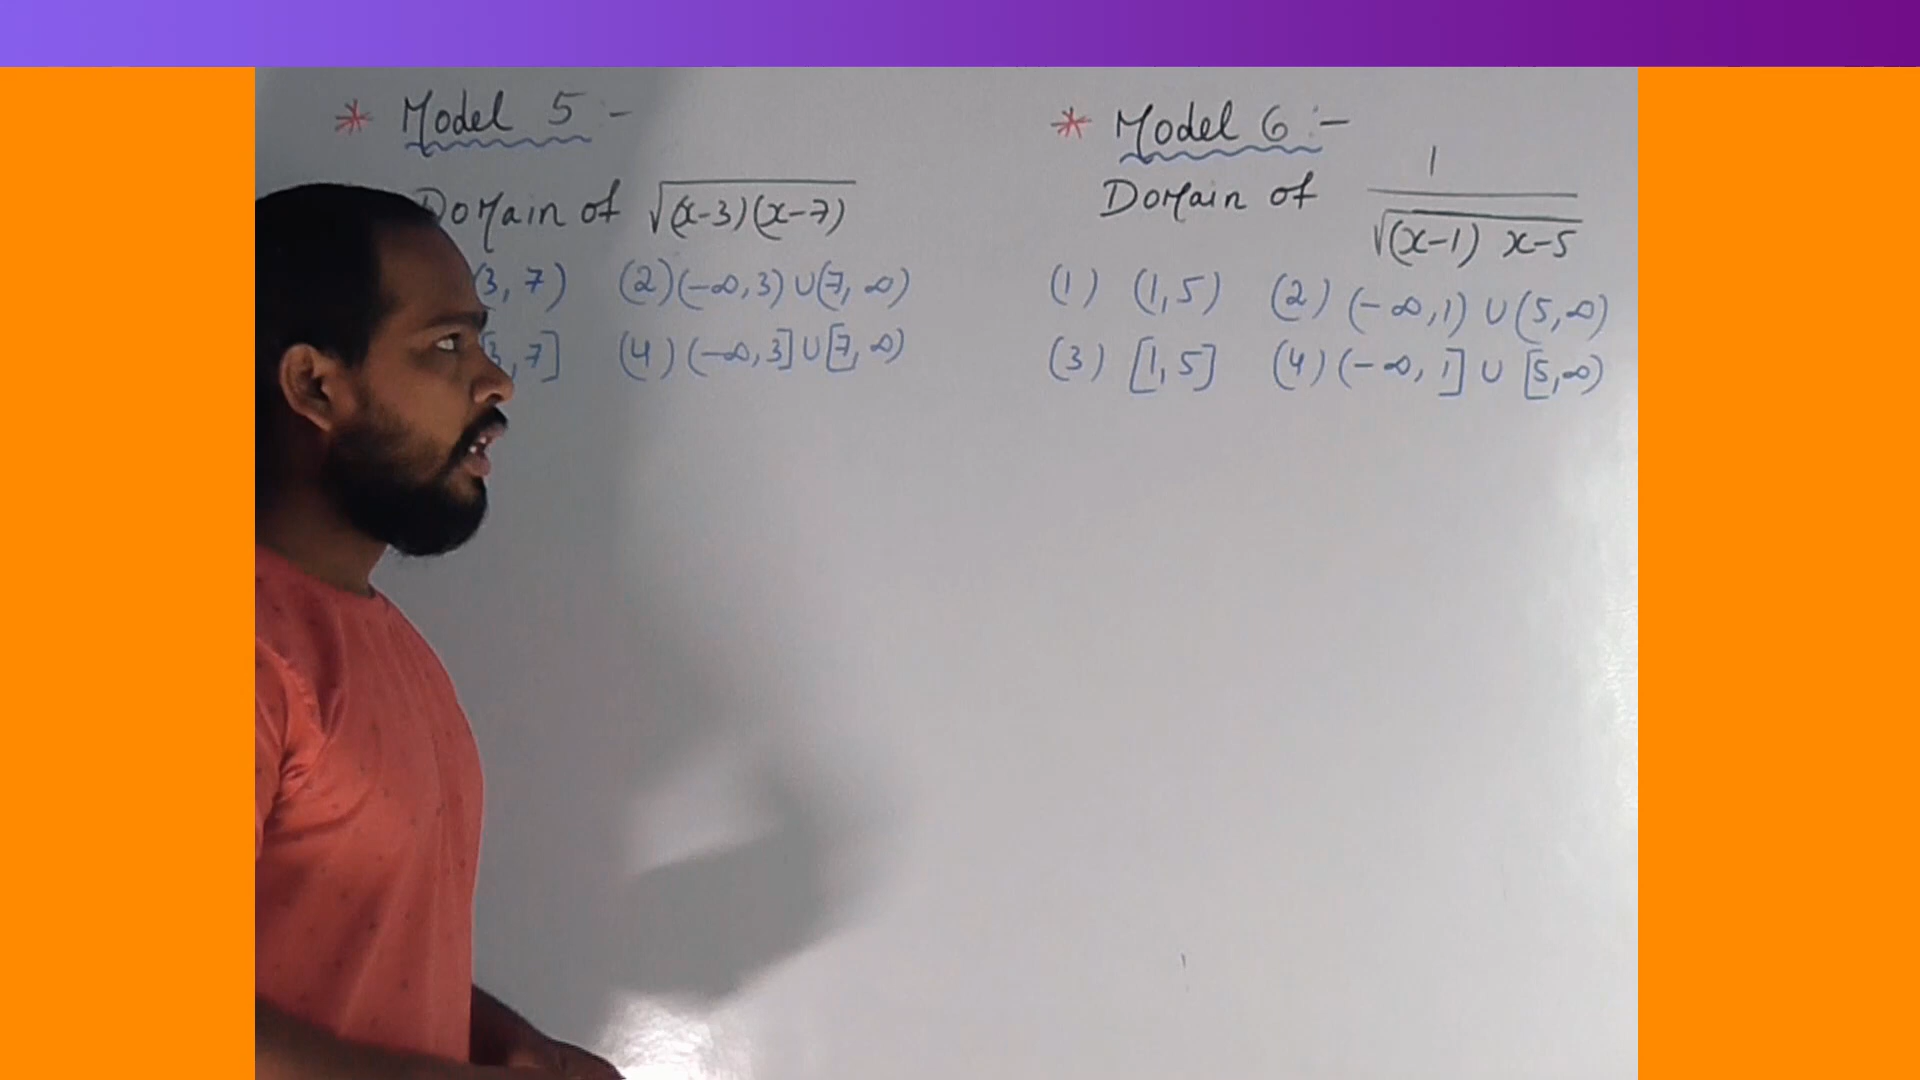 * Model 5 :-
Domain of √(x-3)(x-7)
3, 7) (2) (-∞, 3) ∪ (7, ∞)
[3, 7] (4) (-∞, 3] ∪ [7, ∞)
* Model 6 :-
Domain of 1/√(x-1) x-5
(1) (1, 5) (2) (-∞, 1) ∪ (5, ∞)
(3) [1, 5] (4) (-∞, 1] ∪ [5, ∞)